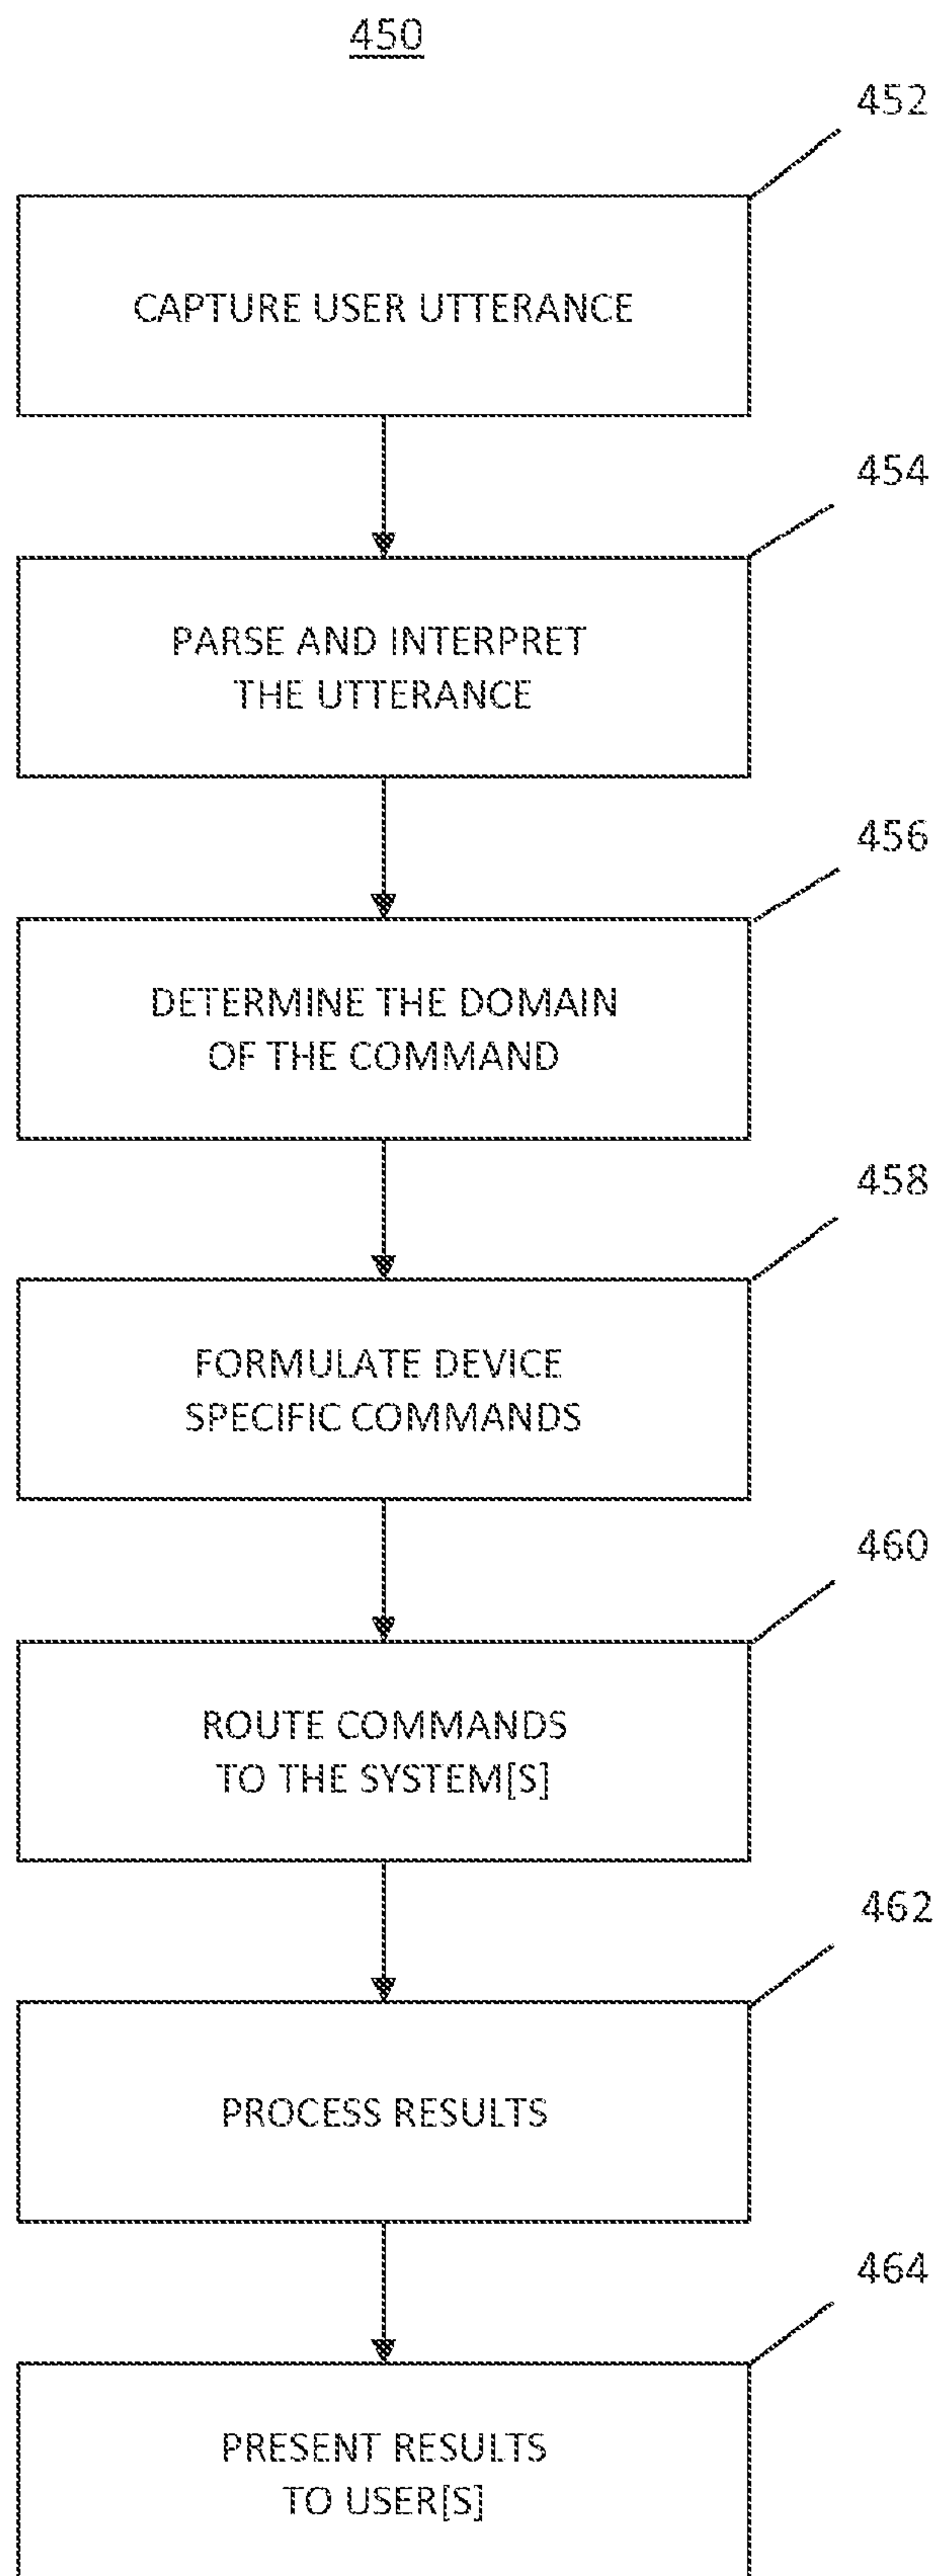 450
452
CAPTURE USER UTTERANCE
454
PARSE AND INTERPRET
THE UTTERANCE
456
DETERMINE THE DOMAIN
OF THE COMMAND
458
FORMULATE DEVICE
SPECIFIC COMMANDS
460
ROUTE COMMANDS
TO THE SYSTEM[S]
462
PROCESS RESULTS
464
PRESENT RESULTS
TO USER[S]